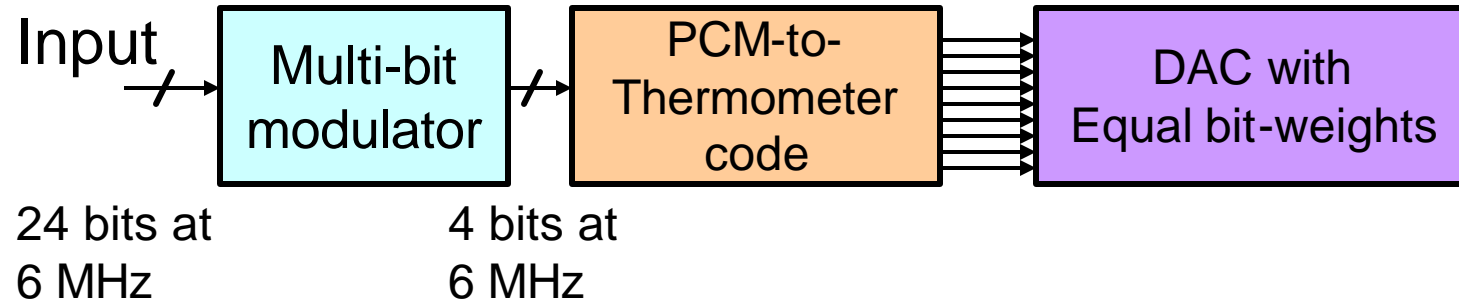 Input
Multi-bit
modulator
PCM-to-
Thermometer
code
DAC with
Equal bit-weights
24 bits at
6 MHz
4 bits at
6 MHz